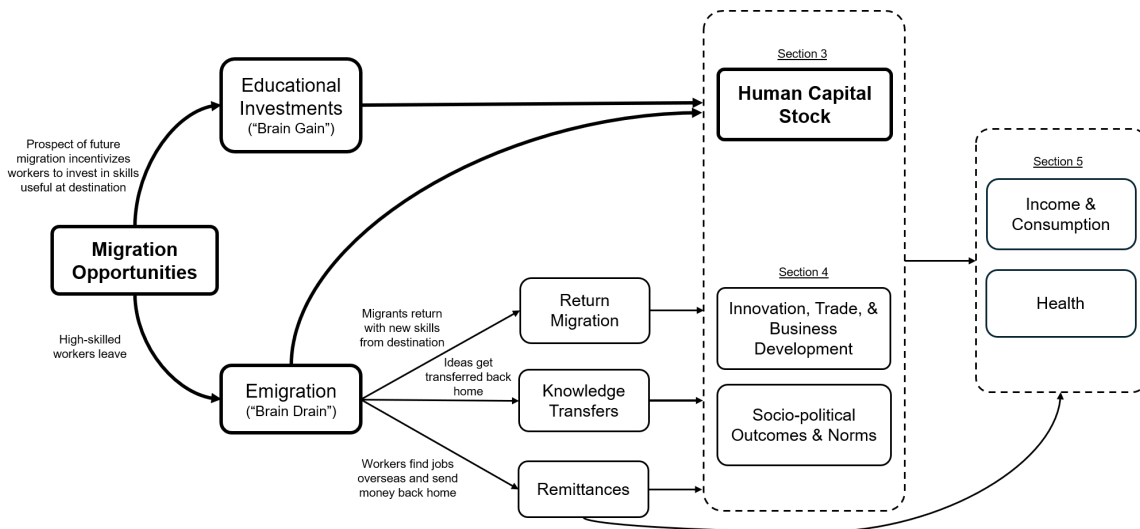 Educational
Investments
(“Brain Gain”)
Prospect of future
migration incentivizes
workers to invest in skills
useful at destination
Migration
Opportunities
High-skilled
workers leave
Emigration
(“Brain Drain”)
Migrants return
with new skills
from destination
Ideas get
transferred back
home
Workers find jobs
overseas and send
money back home
Return
Migration
Knowledge
Transfers
Remittances
Section 3
Human Capital
Stock
Section 4
Innovation, Trade, &
Business
Development
Socio-political
Outcomes & Norms
Section 5
Income &
Consumption
Health